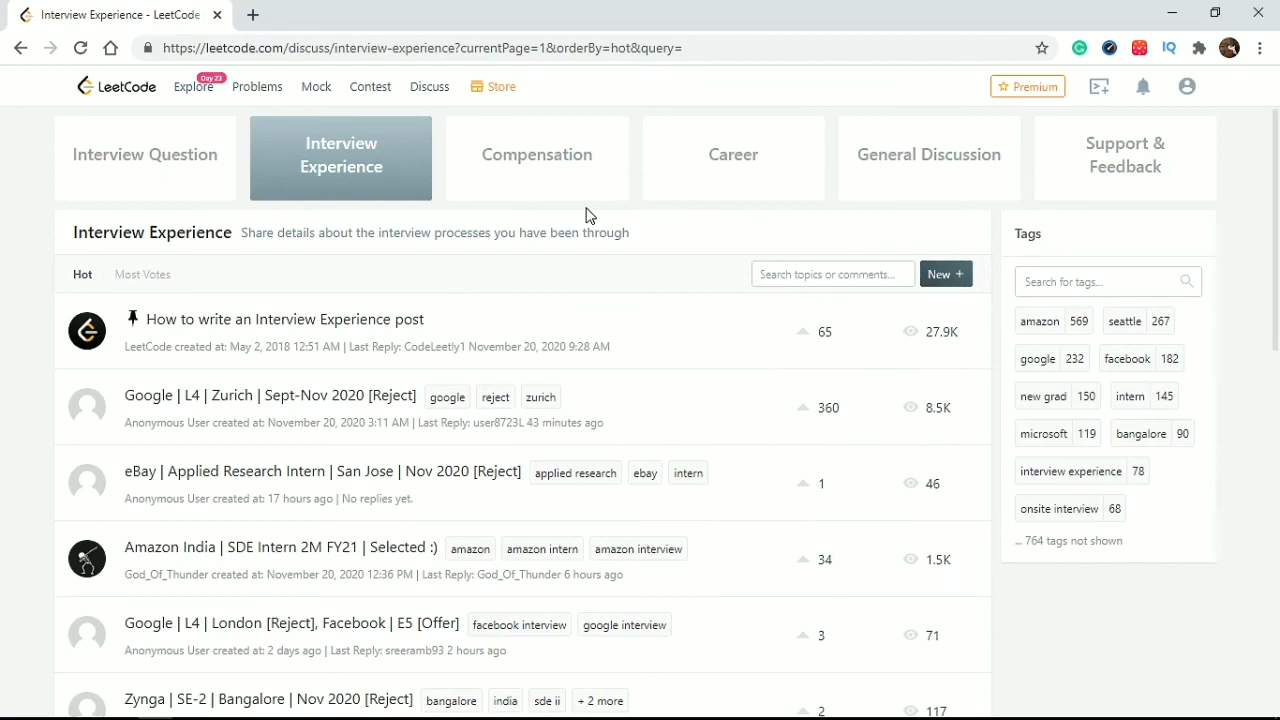 Interview Experience - LeetCode
https://leetcode.com/discuss/interview-experience?currentPage=1&orderBy=hot&query=
IQ
LeetCode Explore Day 23 Problems Mock Contest Discuss Store Premium
Interview Question
Interview
Experience
Compensation
Career
General Discussion
Support &
Feedback
Interview Experience Share details about the interview processes you have been through
Hot Most Votes Search topics or comments... New +
How to write an Interview Experience post
LeetCode created at: May 2, 2018 12:51 AM | Last Reply: CodeLeetly1 November 20, 2020 9:28 AM
65 27.9K
Google | L4 | Zurich | Sept-Nov 2020 [Reject] google reject zurich
Anonymous User created at: November 20, 2020 3:11 AM | Last Reply: user8723L 43 minutes ago
360 8.5K
eBay | Applied Research Intern | San Jose | Nov 2020 [Reject] applied research ebay intern
Anonymous User created at: 17 hours ago | No replies yet.
1 46
Amazon India | SDE Intern 2M FY21 | Selected :) amazon amazon intern amazon interview
God_Of_Thunder created at: November 20, 2020 12:36 PM | Last Reply: God_Of_Thunder 6 hours ago
34 1.5K
Google | L4 | London [Reject], Facebook | E5 [Offer] facebook interview google interview
Anonymous User created at: 2 days ago | Last Reply: sreeramb93 2 hours ago
3 71
Zynga | SE-2 | Bangalore | Nov 2020 [Reject] bangalore india sde ii + 2 more
2 117
Tags
Search for tags...
amazon 569 seattle 267
google 232 facebook 182
new grad 150 intern 145
microsoft 119 bangalore 90
interview experience 78
onsite interview 68
... 764 tags not shown